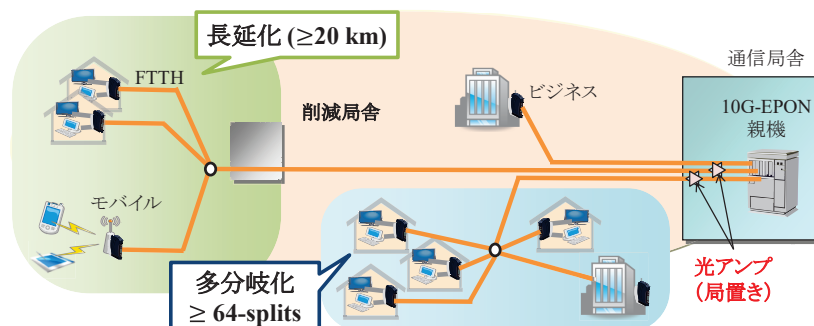 長延化 (≥20 km)
FTTH
削減局舎
ビジネス
通信局舎
10G-EPON
親機
モバイル
多分岐化
≥ 64-splits
光アンプ
（局置き）